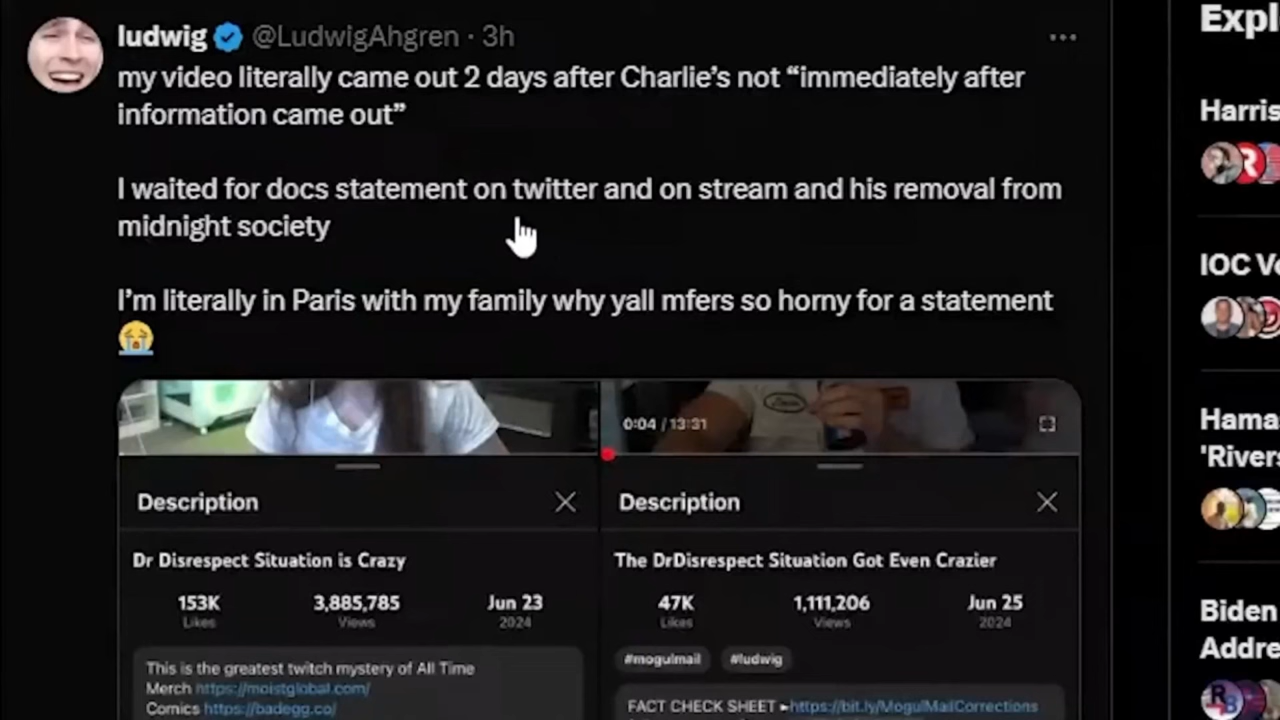 ludwig @LudwigAhgren · 3h
my video literally came out 2 days after Charlie’s not “immediately after
information came out”
I waited for docs statement on twitter and on stream and his removal from
midnight society
I’m literally in Paris with my family why yall mfers so horny for a statement
😭
0:04 / 13:31
Description
Dr Disrespect Situation is Crazy
153K 3,885,785 Jun 23
Likes Views 2024
This is the greatest twitch mystery of All Time
Merch https://moistglobal.com/
Comics https://badegg.co/
Description
The DrDisrespect Situation Got Even Crazier
47K 1,111,206 Jun 25
Likes Views 2024
#mogulmail #ludwig
FACT CHECK SHEET ►https://bit.ly/MogulMailCorrections
Expl
Harris
IOC Ve
Hama
'Rivers
Biden
Addre